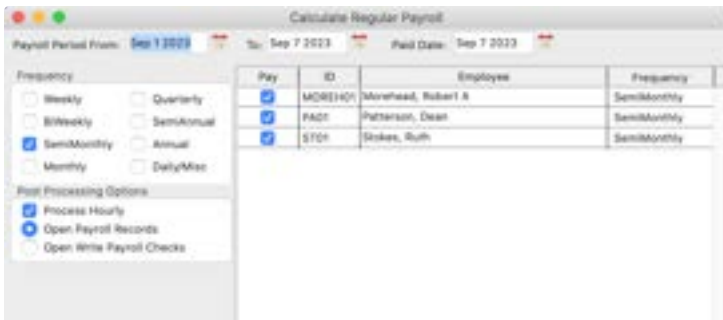 Calculate Regular Payroll
Payroll Period From: Sep 1 2023 To: Sep 7 2023 Paid Date: Sep 7 2023
Frequency
Weekly Quarterly
BiWeekly SemiAnnual
SemiMonthly Annual
Monthly Daily/Misc
Post Processing Options
Process Hourly
Open Payroll Records
Open Write Payroll Checks
Pay ID Employee Frequency
MOREH01 Morehead, Robert A SemiMonthly
PA01 Patterson, Dean SemiMonthly
ST01 Stokes, Ruth SemiMonthly